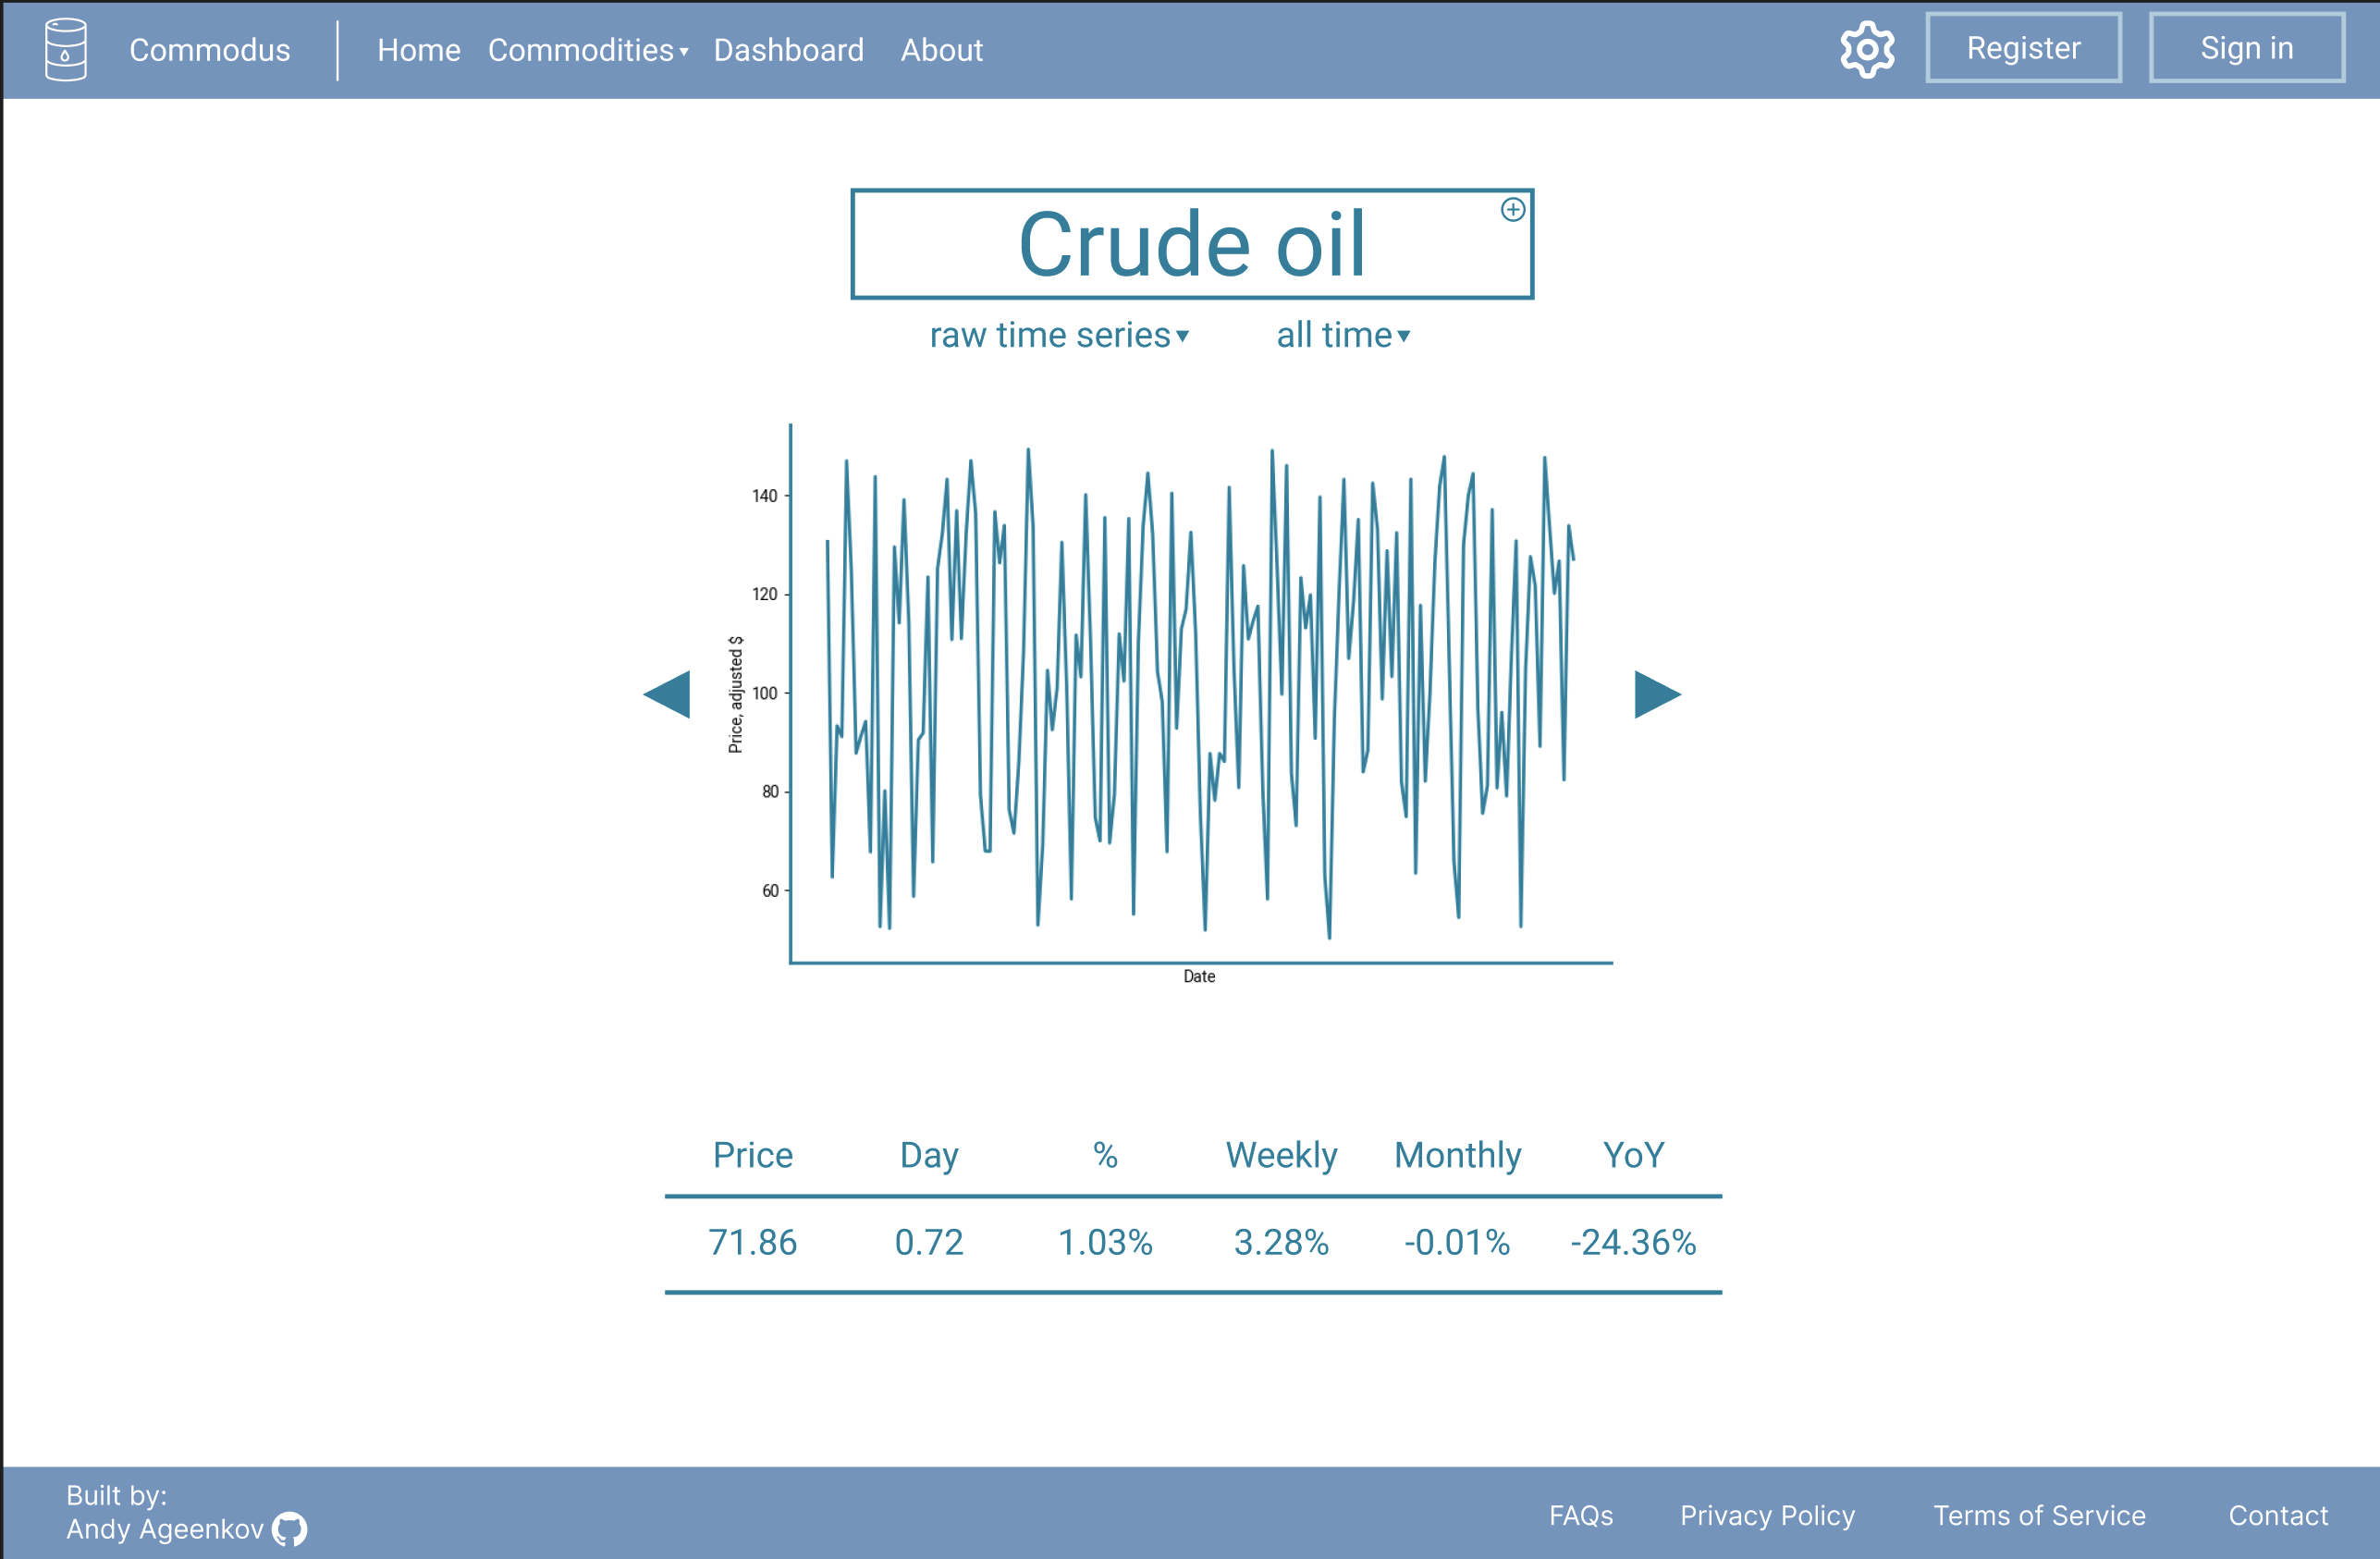 Commodus
Home Commodities Dashboard About
Register
Sign in
Crude oil
raw time series
all time
140
120
100
80
60
Price, adjusted $
Date
Price Day % Weekly Monthly YoY
71.86 0.72 1.03% 3.28% -0.01% -24.36%
Built by:
Andy Ageenkov
FAQs Privacy Policy Terms of Service Contact